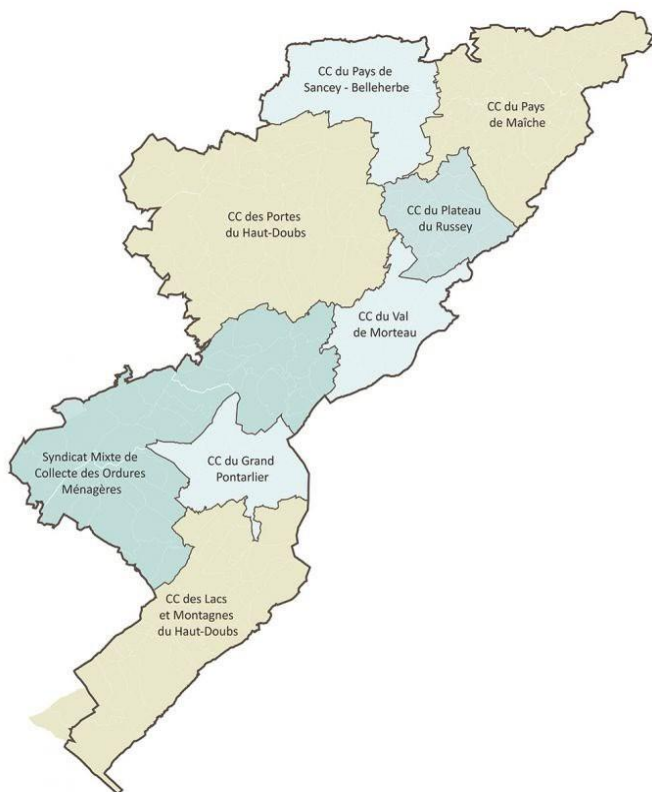 CC du Pays de
Sancey - Belleherbe
CC du Pays
de Maîche
CC des Portes
du Haut-Doubs
CC du Plateau
du Russey
CC du Val
de Morteau
Syndicat Mixte de
Collecte des Ordures
Ménagères
CC du Grand
Pontarlier
CC des Lacs
et Montagnes
du Haut-Doubs